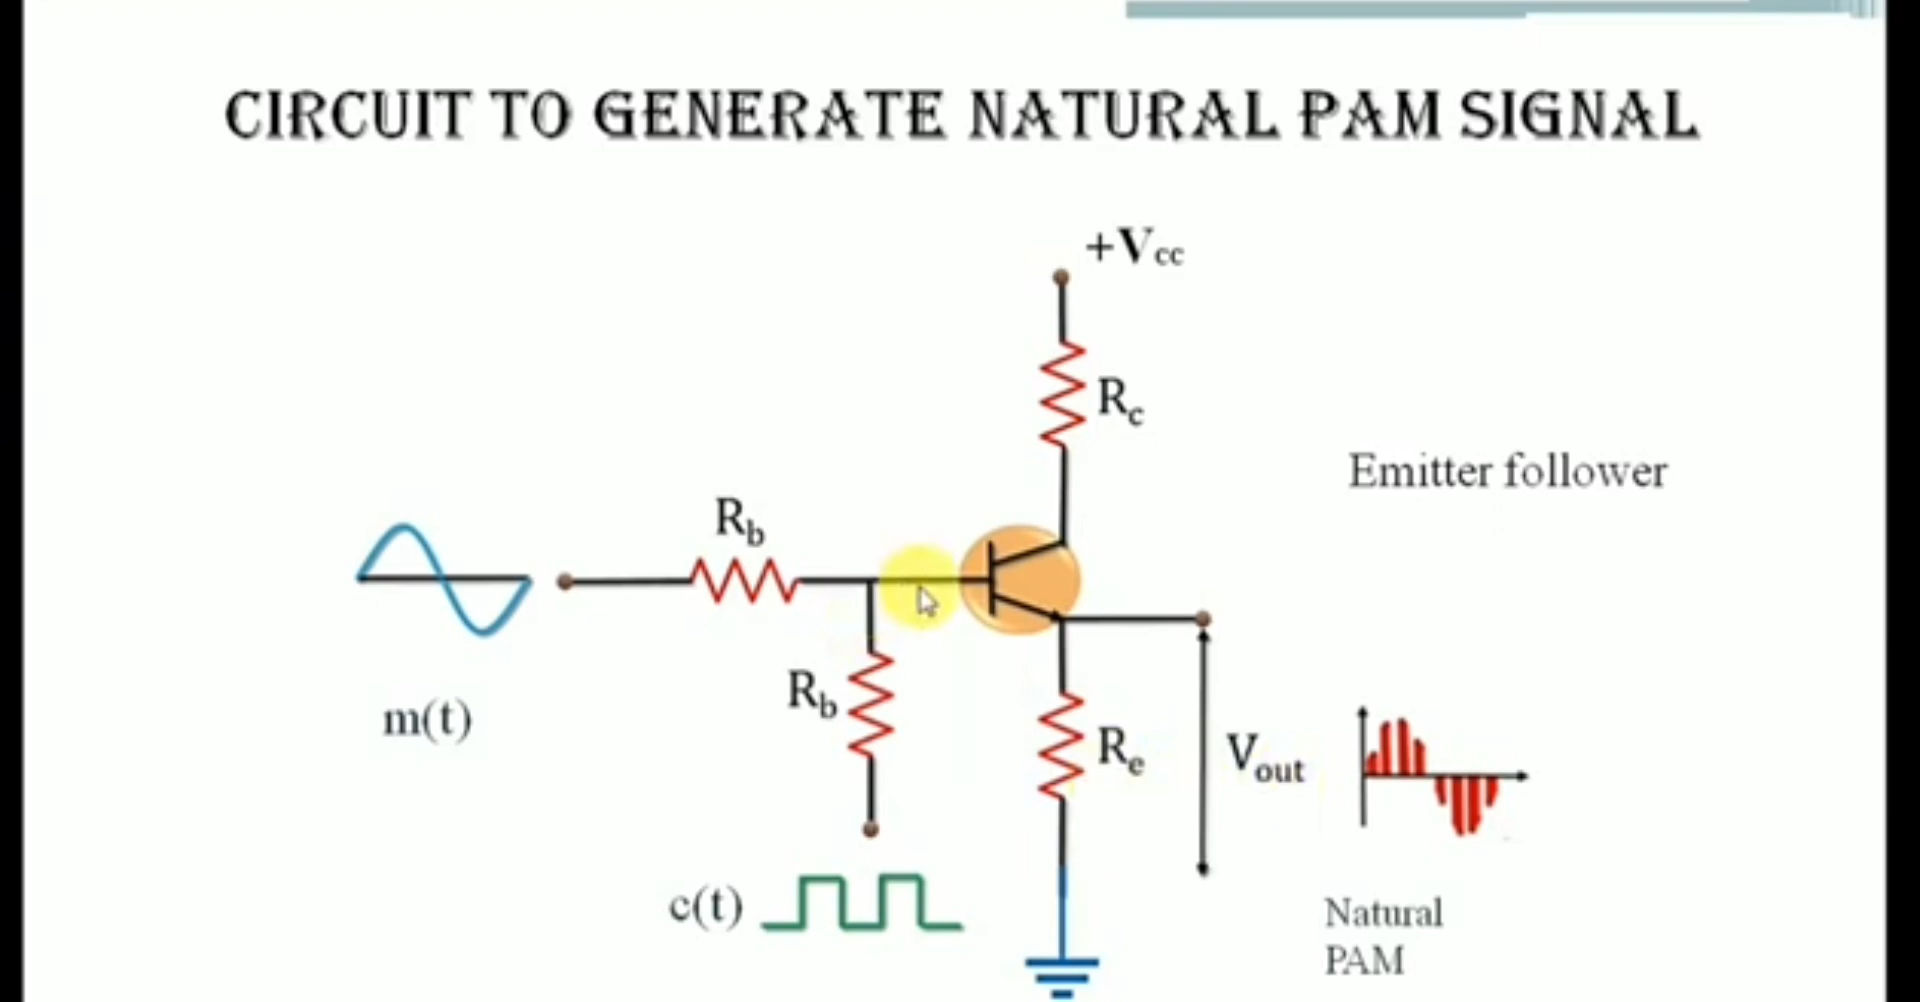 CIRCUIT TO GENERATE NATURAL PAM SIGNAL
+Vcc
Rc
Emitter follower
Rb
m(t)
Rb
Re
Vout
c(t)
Natural
PAM